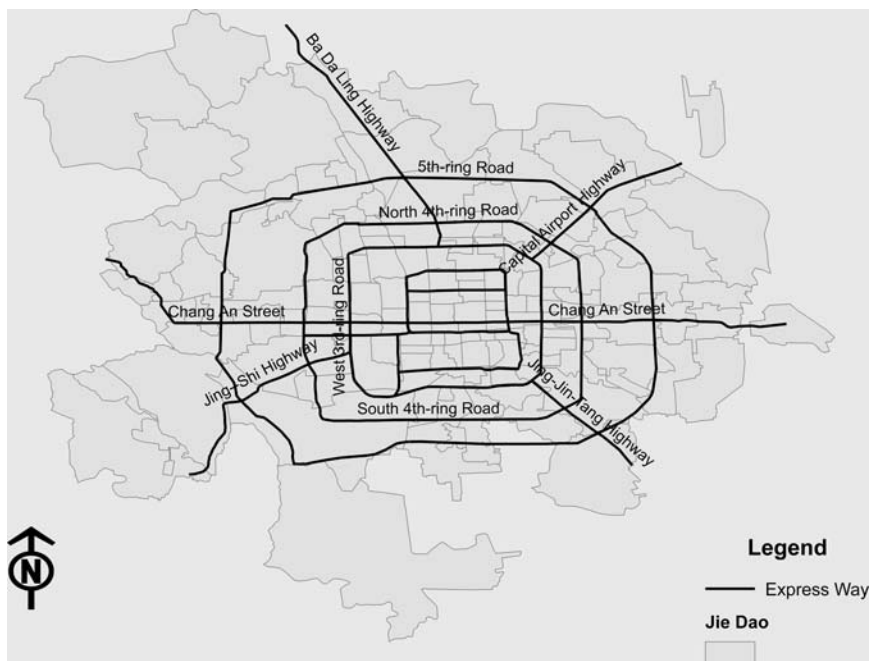 Ba Da Ling Highway
5th-ring Road
North 4th-ring Road
Capital Airport Highway
West 3rd-ring Road
Chang An Street
Chang An Street
Jing--Shi Highway
Jing-Jin-Tang Highway
South 4th-ring Road
N
Legend
Express Way
Jie Dao